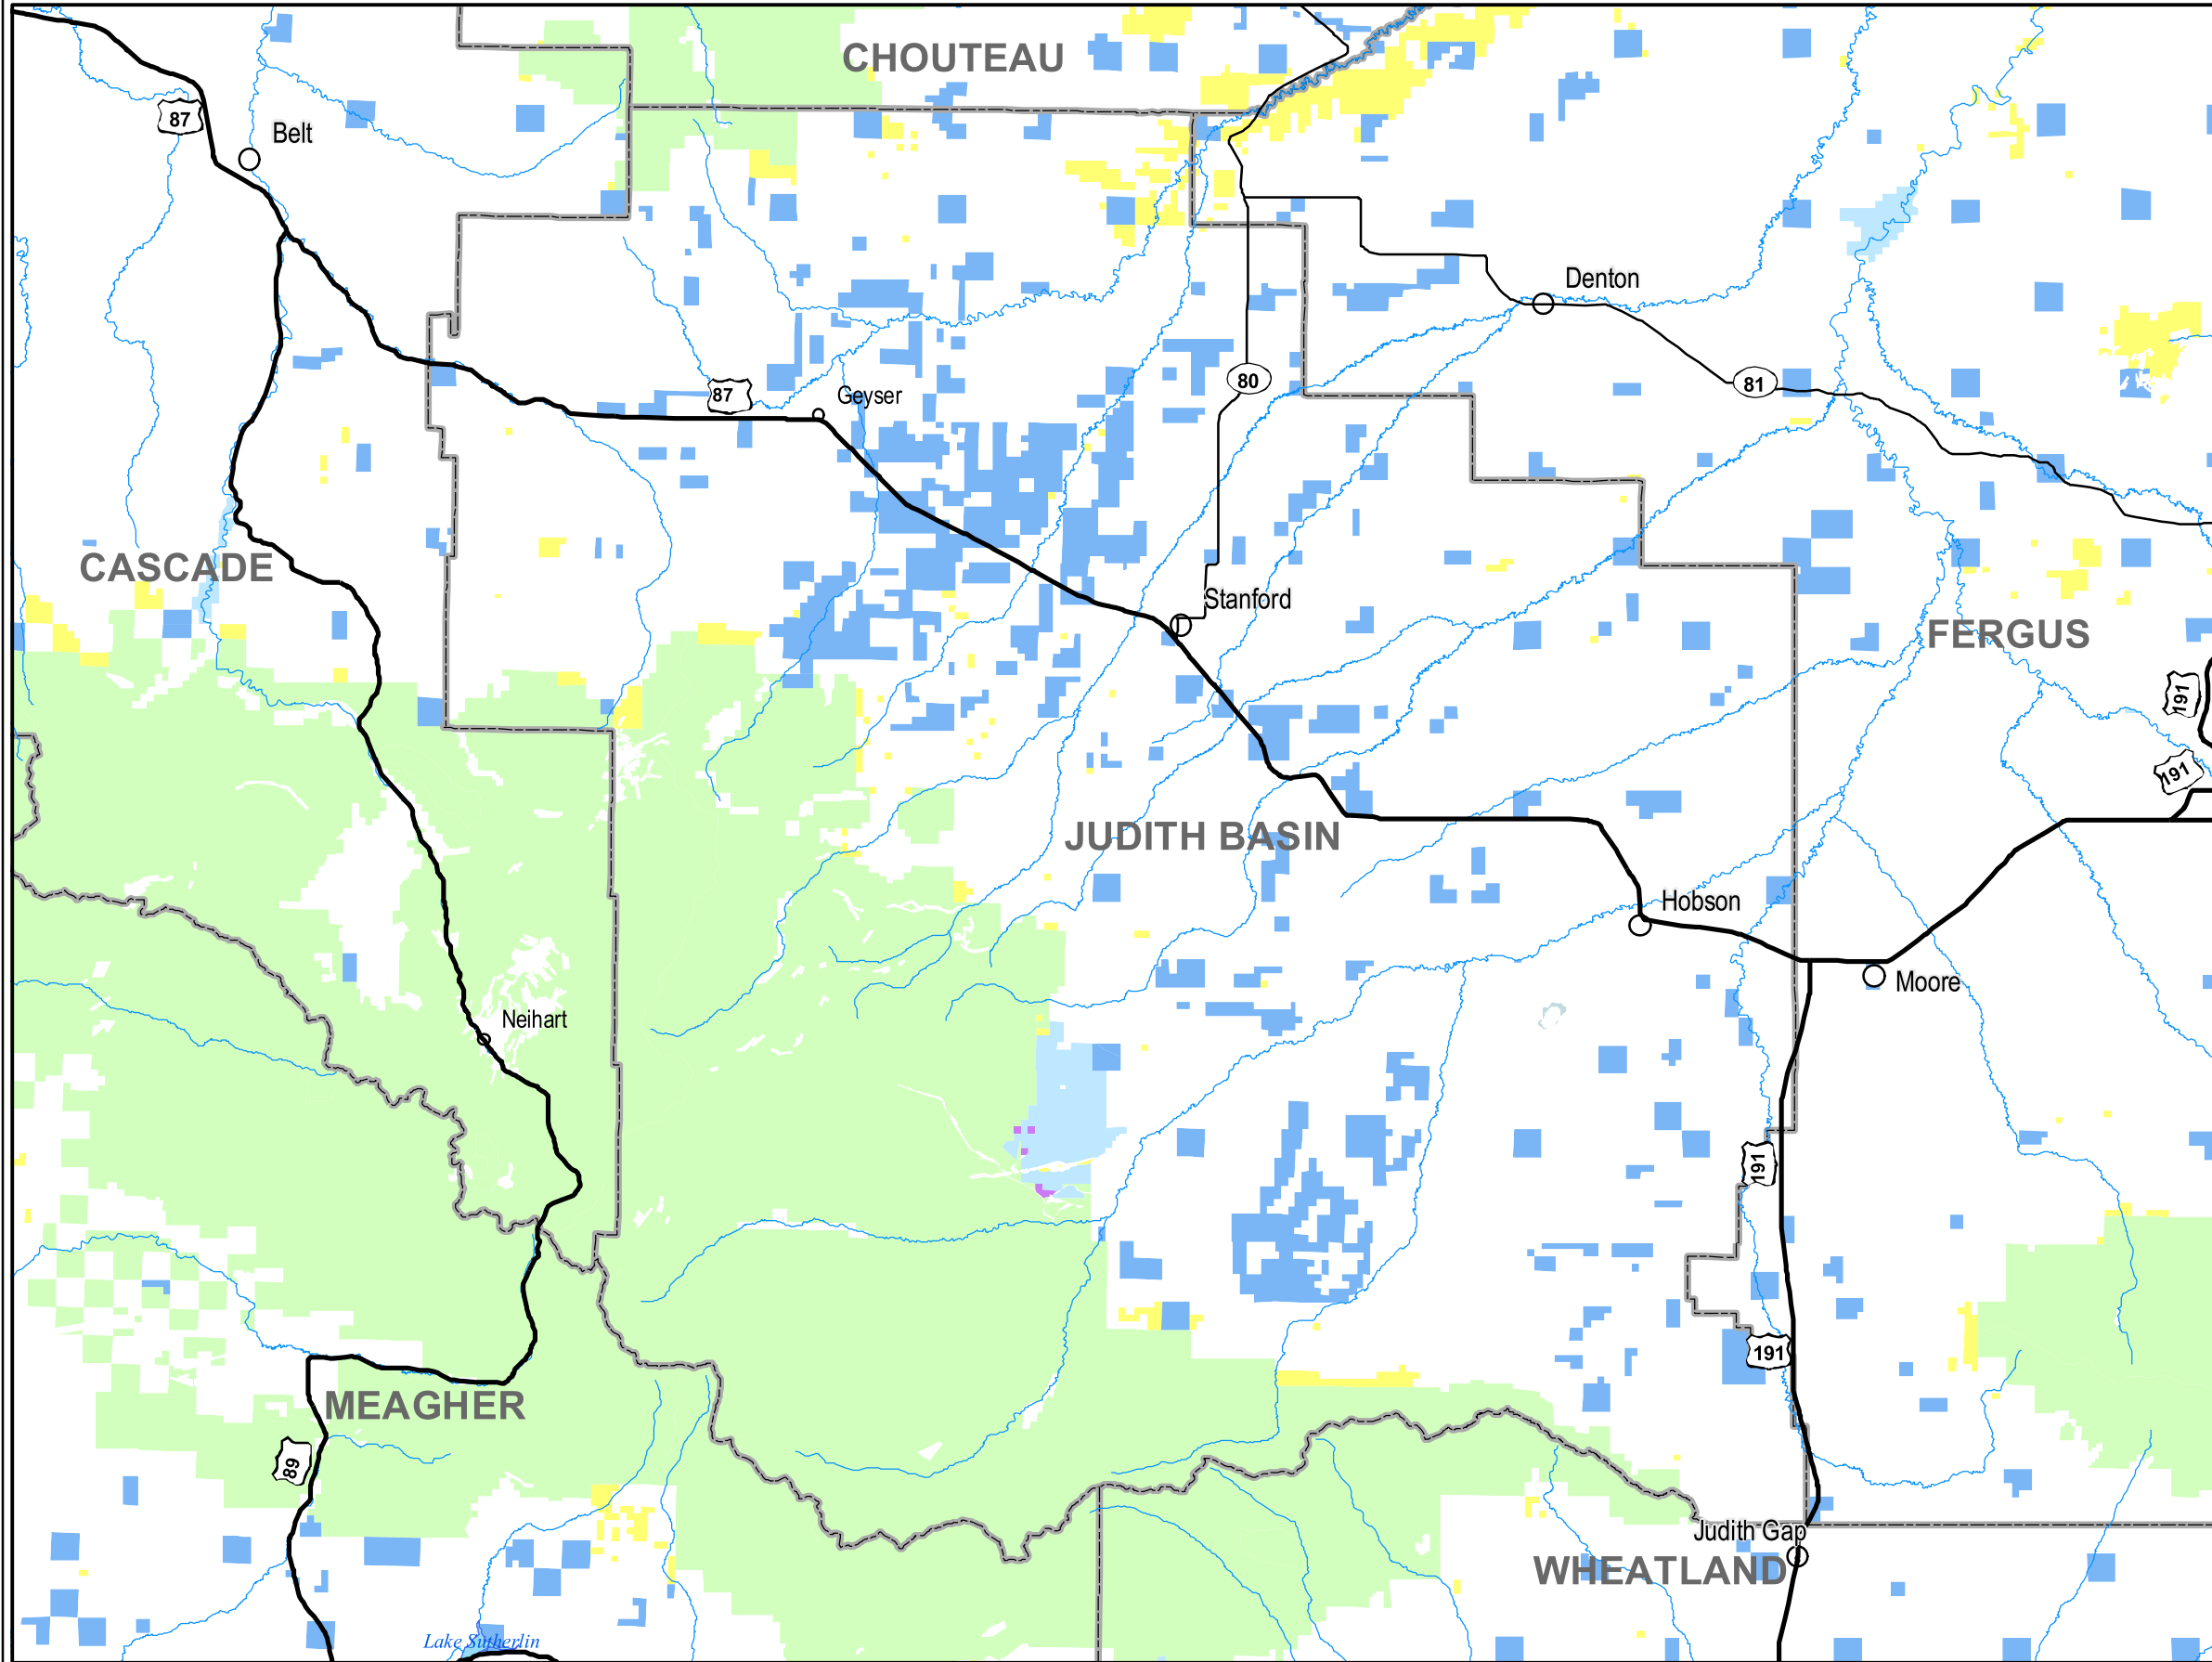 CHOUTEAU
87
Belt
Denton
80
81
87
Geyser
CASCADE
Stanford
FERGUS
191
191
JUDITH BASIN
Hobson
Moore
Neihart
191
191
MEAGHER
89
Judith Gap
WHEATLAND
Lake Sutherlin